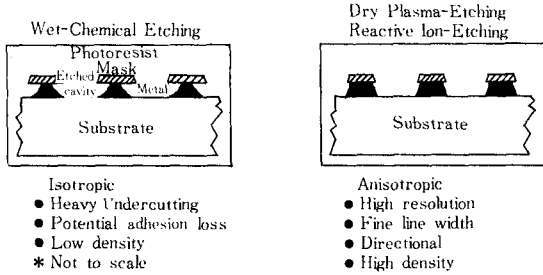 Wet-Chemical Etching
Photoresist
Mask
Etched
cavity
Metal
Substrate
Isotropic
● Heavy Undercutting
● Potential adhesion loss
● Low density
* Not to scale
Dry Plasma-Etching
Reactive Ion-Etching
Substrate
Anisotropic
● High resolution
● Fine line width
● Directional
● High density